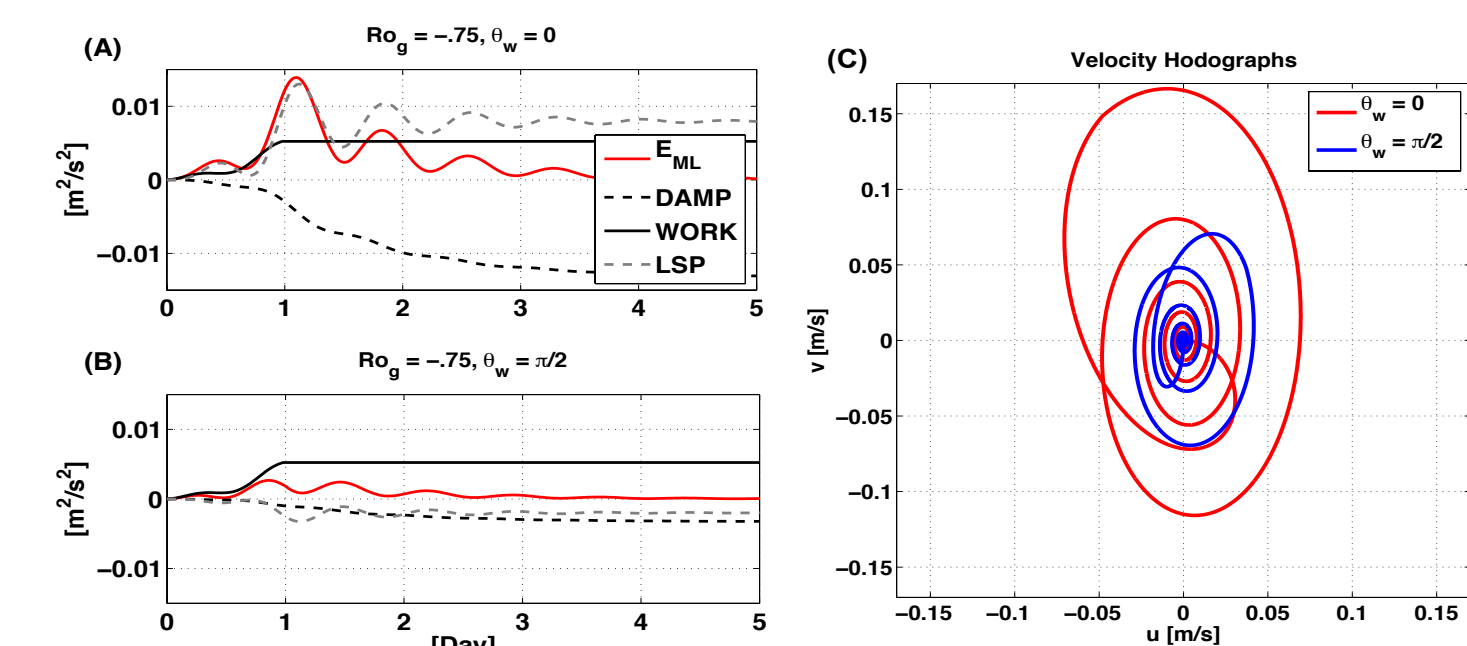 (A)
Ro_g = −.75, θ_w = 0
[m²/s²]
0.01
0
−0.01
0 1 2 3 4 5
E_ML
DAMP
WORK
LSP
(B)
Ro_g = −.75, θ_w = π/2
[m²/s²]
0.01
0
−0.01
0 1 2 3 4 5
[Day]
(C)
Velocity Hodographs
θ_w = 0
θ_w = π/2
v [m/s]
0.15
0.1
0.05
0
−0.05
−0.1
−0.15
−0.15 −0.1 −0.05 0 0.05 0.1 0.15
u [m/s]